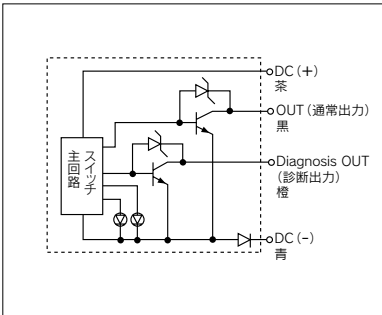 DC（+）
茶
OUT（通常出力）
黒
Diagnosis OUT
（診断出力）
橙
スイッチ
主回路
DC（-）
青